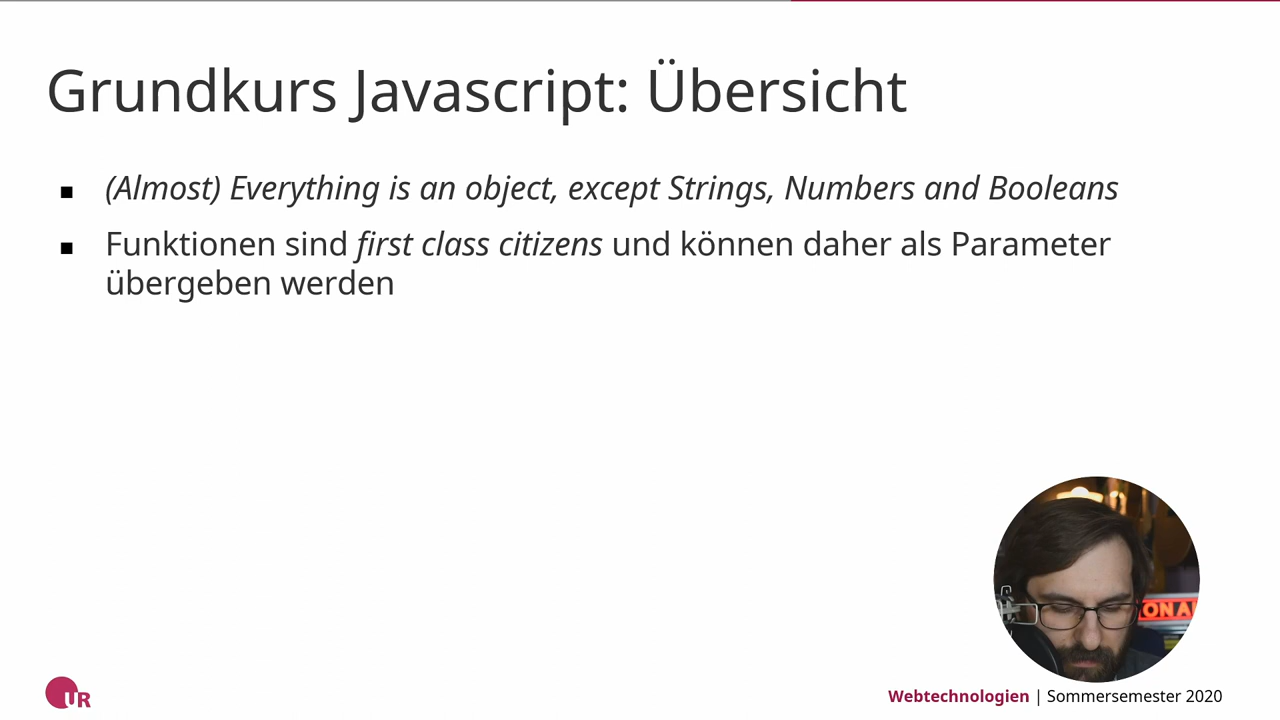 Grundkurs Javascript: Übersicht
(Almost) Everything is an object, except Strings, Numbers and Booleans
Funktionen sind first class citizens und können daher als Parameter
übergeben werden
ON A
UR
Webtechnologien | Sommersemester 2020